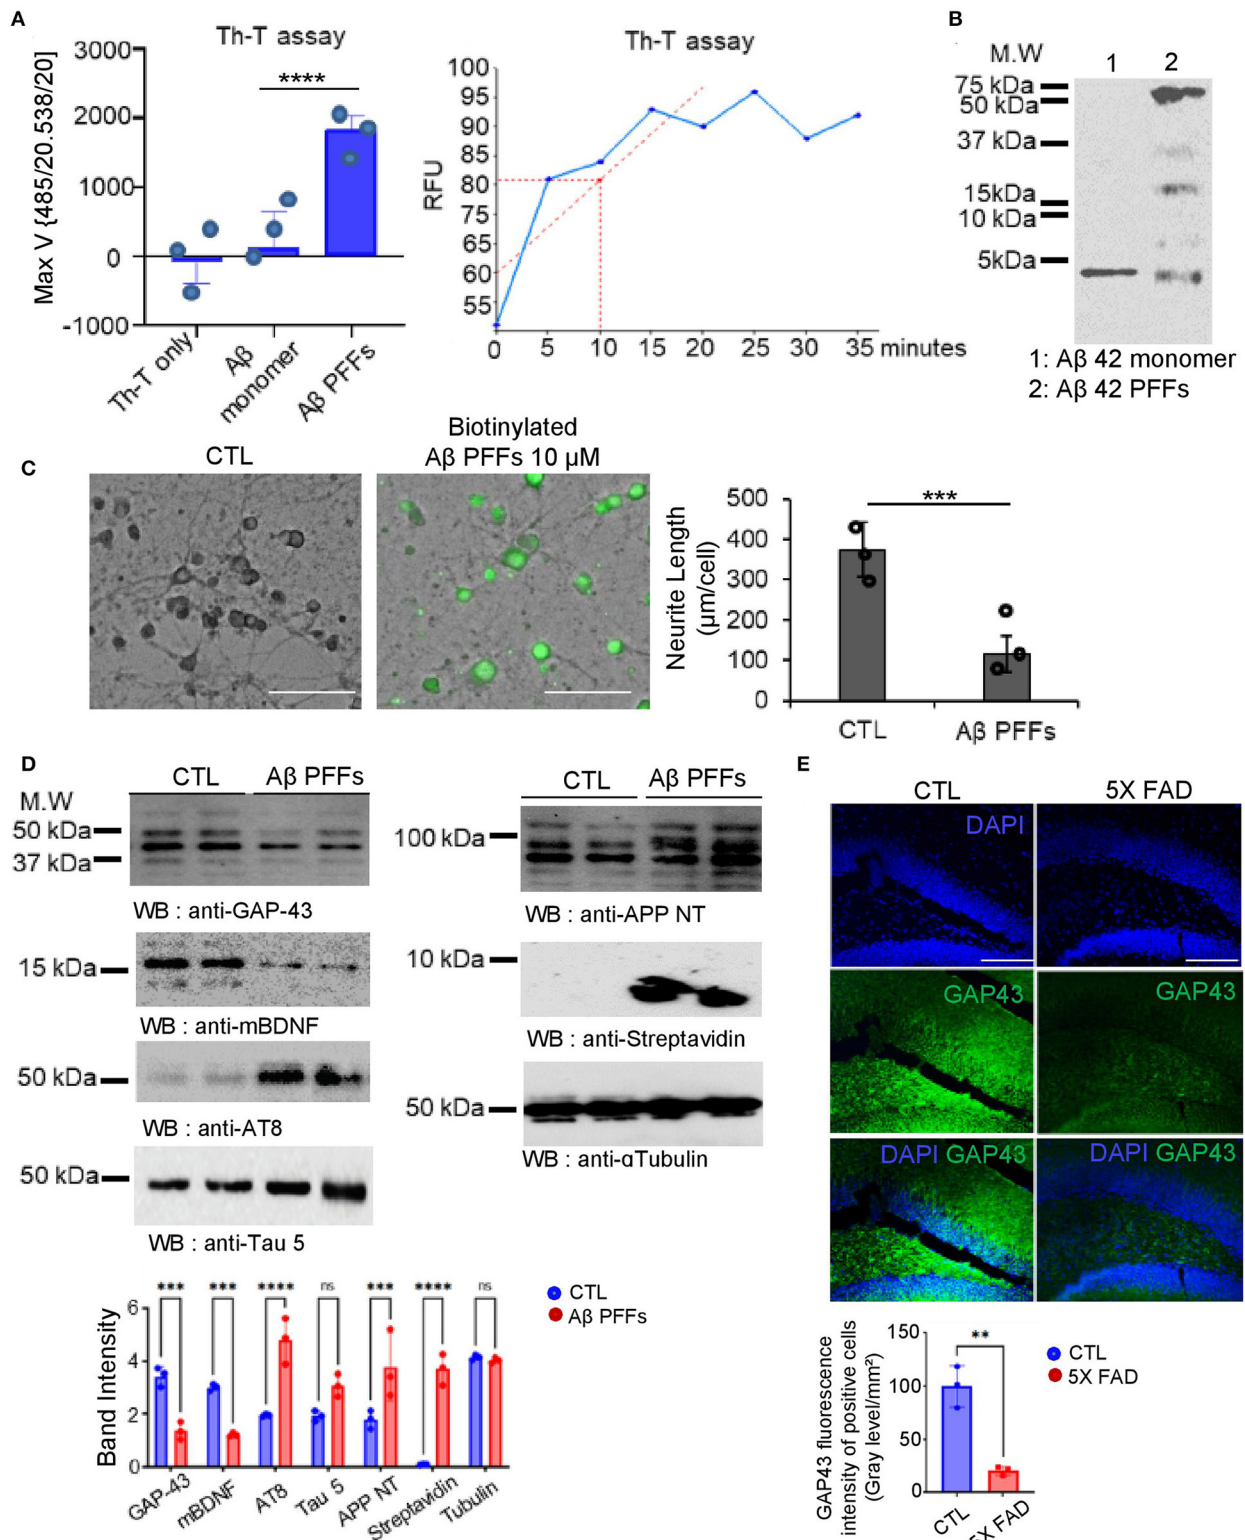 A
Th-T assay
Max V {485/20.538/20}
3000
2000
1000
0
-1000
****
Th-T only
Aβ monomer
Aβ PFFs
Th-T assay
RFU
100
95
90
85
80
75
65
60
55
0 5 10 15 20 25 30 35 minutes
B
M.W 1 2
75 kDa
50 kDa
37 kDa
15kDa
10 kDa
5kDa
1: Aβ 42 monomer
2: Aβ 42 PFFs
C
CTL
Biotinylated
Aβ PFFs 10 µM
Neurite Length
(µm/cell)
500
400
300
200
100
0
***
CTL Aβ PFFs
D
CTL Aβ PFFs
M.W
50 kDa
37 kDa
WB : anti-GAP-43
15 kDa
WB : anti-mBDNF
50 kDa
WB : anti-AT8
50 kDa
WB : anti-Tau 5
CTL Aβ PFFs
100 kDa
WB : anti-APP NT
10 kDa
WB : anti-Streptavidin
50 kDa
WB : anti-αTubulin
Band Intensity
6
4
2
0
*** *** **** ns *** **** ns
CTL
Aβ PFFs
GAP-43
mBDNF
AT8
Tau 5
APP NT
Streptavidin
Tubulin
E
CTL 5X FAD
DAPI
GAP43 GAP43
DAPI GAP43 DAPI GAP43
GAP43 fluorescence
intensity of positive cells
(Gray level/mm²)
150
100
50
0
**
CTL
5X FAD
CTL
5X FAD